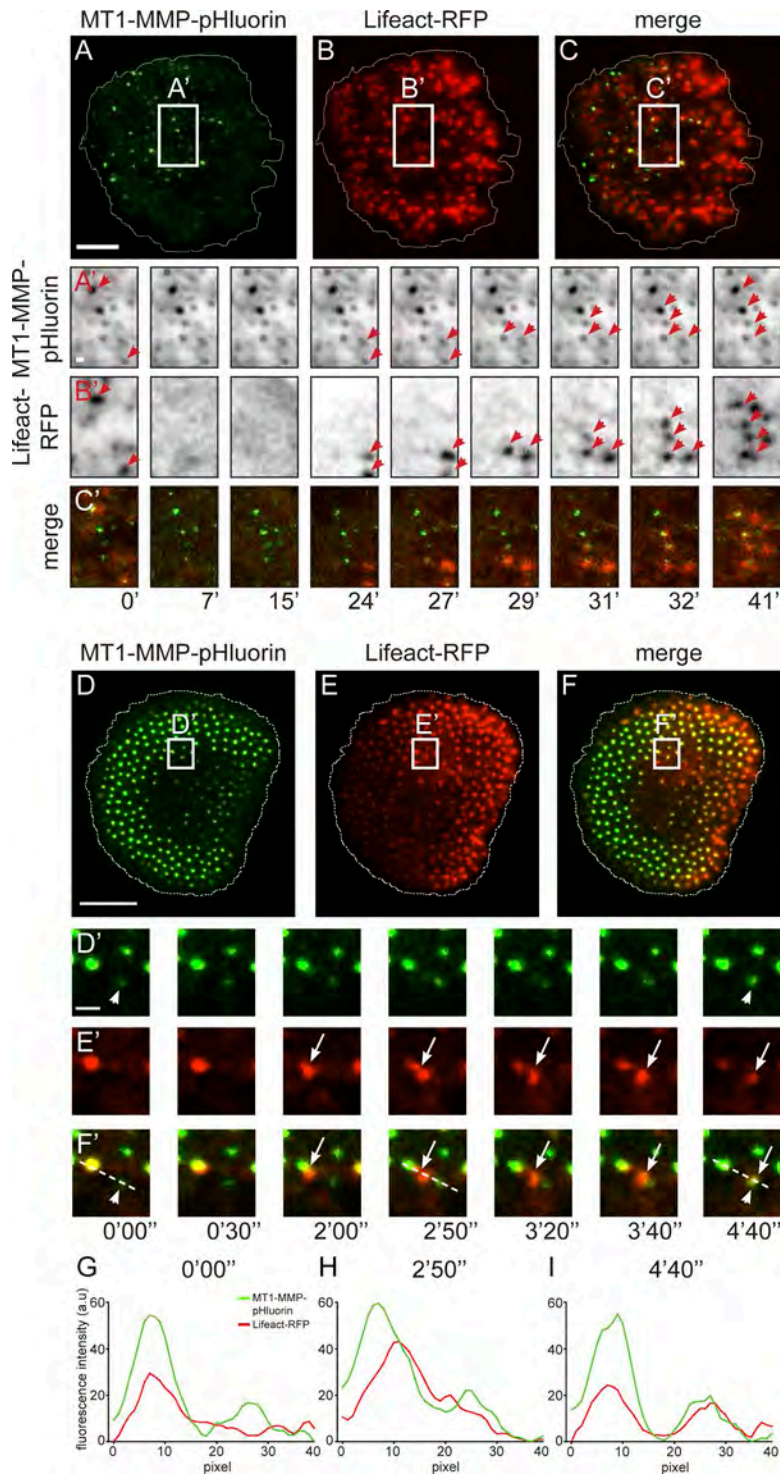 MT1-MMP-pHluorin Lifeact-RFP merge
A B C
A' B' C'
MT1-MMP-pHluorin
A'
Lifeact-RFP
B'
merge
C'
0' 7' 15' 24' 27' 29' 31' 32' 41'
MT1-MMP-pHluorin Lifeact-RFP merge
D E F
D' E' F'
D'
E'
F'
0'00" 0'30" 2'00" 2'50" 3'20" 3'40" 4'40"
G 0'00" H 2'50" I 4'40"
fluorescence intensity (a.u)
60
40
20
0
MT1-MMP-
pHluorin
Lifeact-RFP
0 10 20 30 40
pixel
60
40
20
0
0 10 20 30 40
pixel
60
40
20
0
0 10 20 30 40
pixel